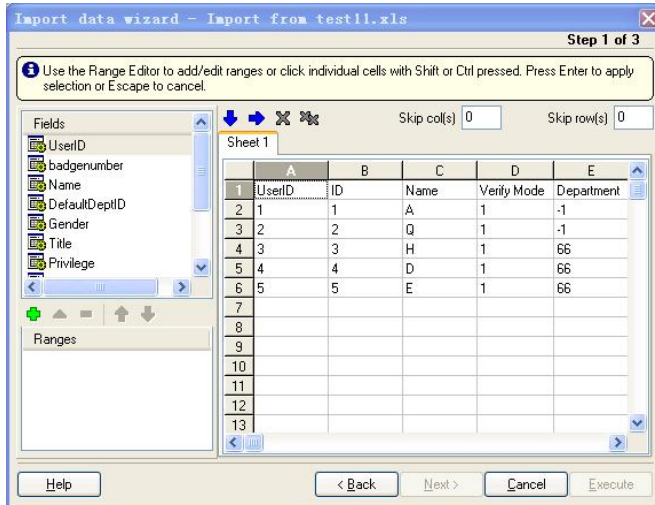 Import data wizard - Import from test11.xls
Step 1 of 3
Use the Range Editor to add/edit ranges or click individual cells with Shift or Ctrl pressed. Press Enter to apply
selection or Escape to cancel.
Fields
UserID
badgenumber
Name
DefaultDeptID
Gender
Title
Privilege
Ranges
Skip col(s) 0 Skip row(s) 0
Sheet 1
A B C D E
1 UserID ID Name Verify Mode Department
2 1 1 A 1 -1
3 2 2 Q 1 -1
4 3 3 H 1 66
5 4 4 D 1 66
6 5 5 E 1 66
7
8
9
10
11
12
13
Help < Back Next > Cancel Execute